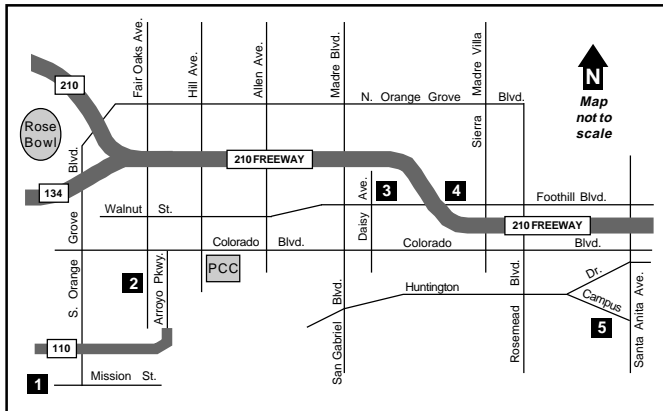 Fair Oaks Ave.
Hill Ave.
Allen Ave.
Madre Blvd.
Sierra Madre Villa
N
Map
not to
scale
210
N. Orange Grove Blvd.
Rose
Bowl
210 FREEWAY
134
S. Orange Grove Blvd.
Daisy Ave.
3
4
Walnut St.
Foothill Blvd.
210 FREEWAY
Colorado Blvd.
Colorado Blvd.
2
Arroyo Pkwy.
PCC
San Gabriel Blvd.
Huntington Dr.
Rosemead Blvd.
Campus
5
Santa Anita Ave.
110
1
Mission St.